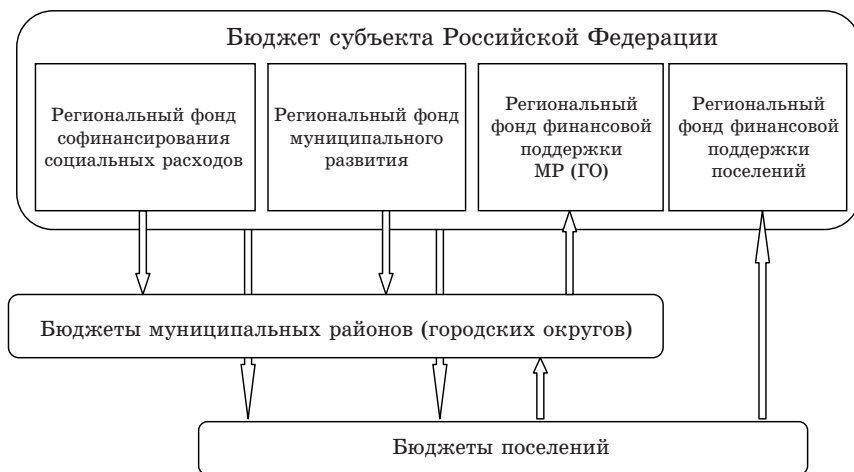 Бюджет субъекта Российской Федерации
Региональный фонд
софинансирования
социальных расходов
Региональный фонд
муниципального
развития
Региональный
фонд финансовой
поддержки
МР (ГО)
Региональный
фонд финансовой
поддержки
поселений
Бюджеты муниципальных районов (городских округов)
Бюджеты поселений